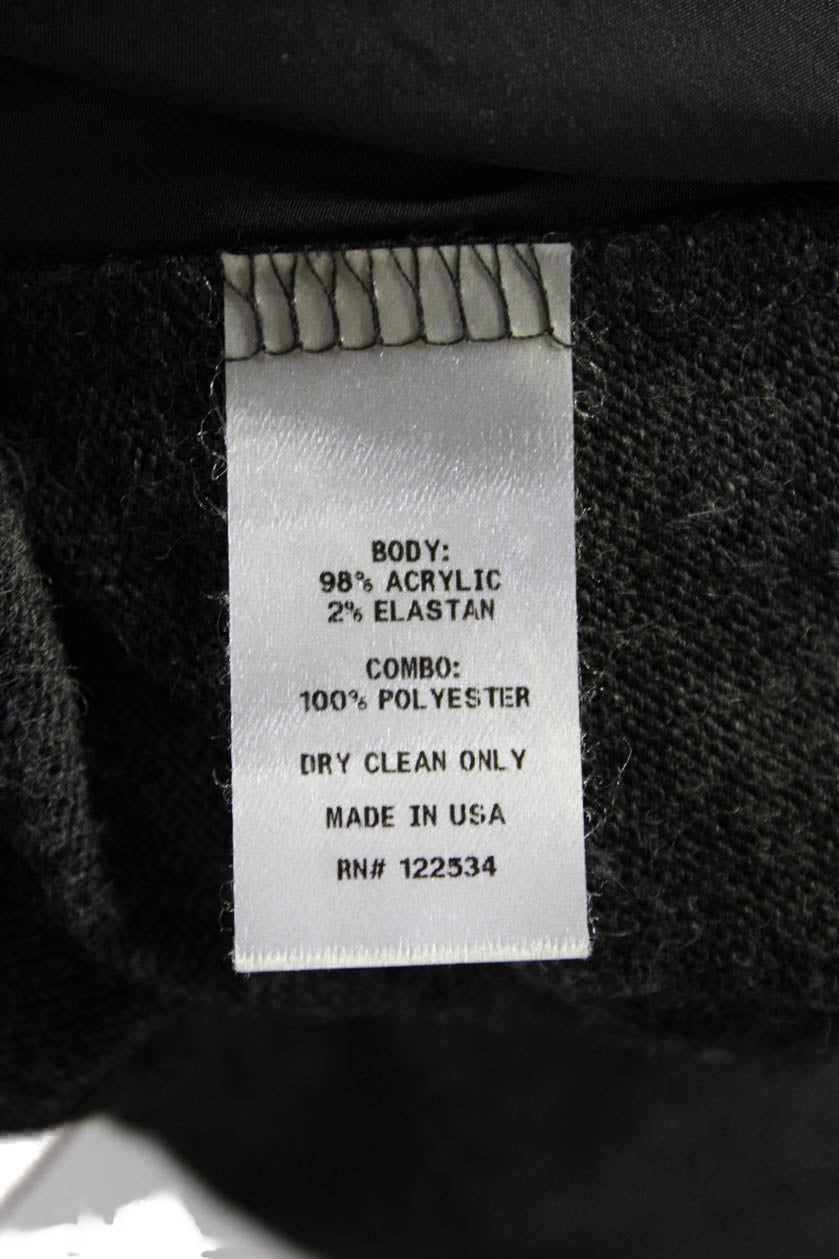 BODY:
98% ACRYLIC
2% ELASTAN
COMBO:
100% POLYESTER
DRY CLEAN ONLY
MADE IN USA
RN# 122534